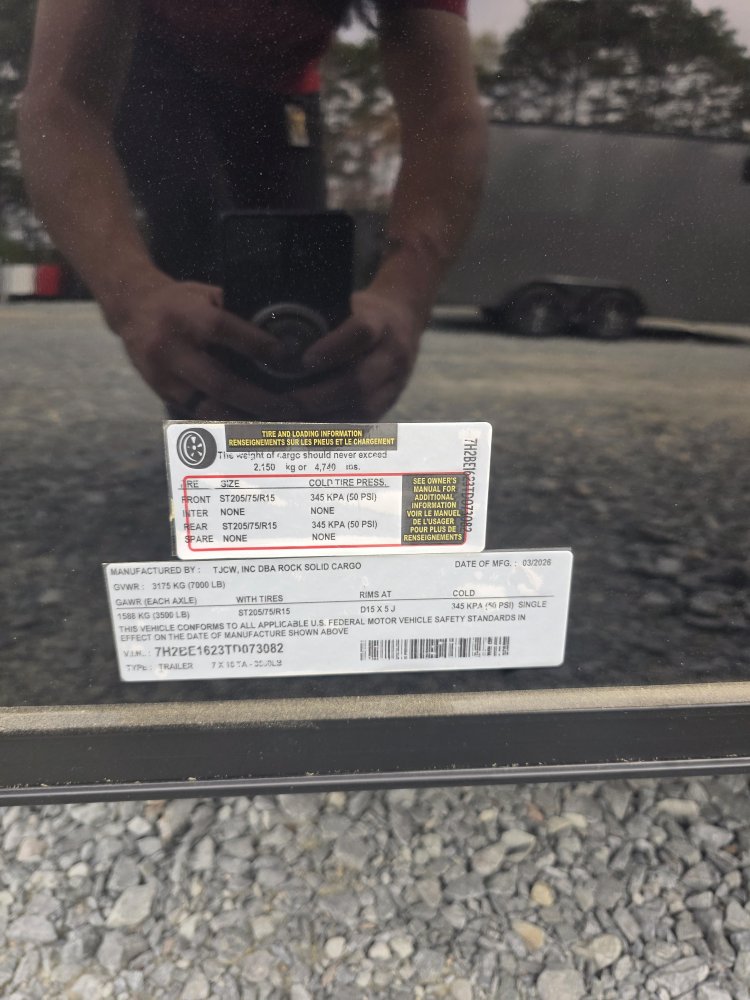 TIRE AND LOADING INFORMATION
RENSEIGNEMENTS SUR LES PNEUS ET LE CHARGEMENT
The weight of cargo should never exceed
2,150 kg or 4,740 lbs.
TIRE SIZE COLD TIRE PRESS.
FRONT ST205/75/R15 345 KPA (50 PSI)
INTER NONE NONE
REAR ST205/75/R15 345 KPA (50 PSI)
SPARE NONE NONE
SEE OWNER'S
MANUAL FOR
ADDITIONAL
INFORMATION
VOIR LE MANUEL
DE L'USAGER
POUR PLUS DE
RENSEIGNEMENTS
7H2BE1623TD073082
MANUFACTURED BY : TJCW, INC DBA ROCK SOLID CARGO DATE OF MFG. : 03/2026
GVWR : 3175 KG (7000 LB)
GAWR (EACH AXLE) WITH TIRES RIMS AT COLD
1588 KG (3500 LB) ST205/75/R15 D15 X 5 J 345 KPA (50 PSI) SINGLE
THIS VEHICLE CONFORMS TO ALL APPLICABLE U.S. FEDERAL MOTOR VEHICLE SAFETY STANDARDS IN
EFFECT ON THE DATE OF MANUFACTURE SHOWN ABOVE
V.I.N.: 7H2BE1623TD073082
TYPE: TRAILER 7 X 16 TA - 3500LB